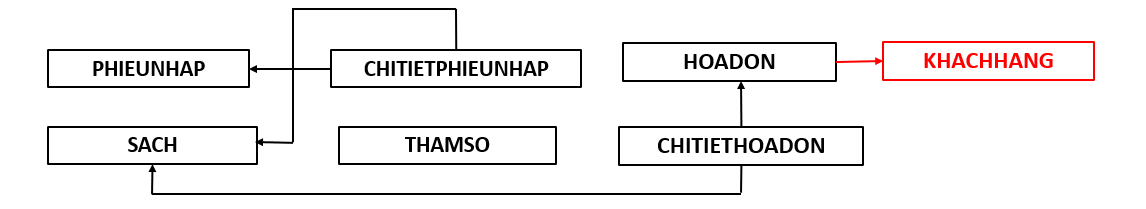 PHIEUNHAP
CHITIETPHIEUNHAP
HOADON
KHACHHANG
SACH
THAMSO
CHITIETHOADON